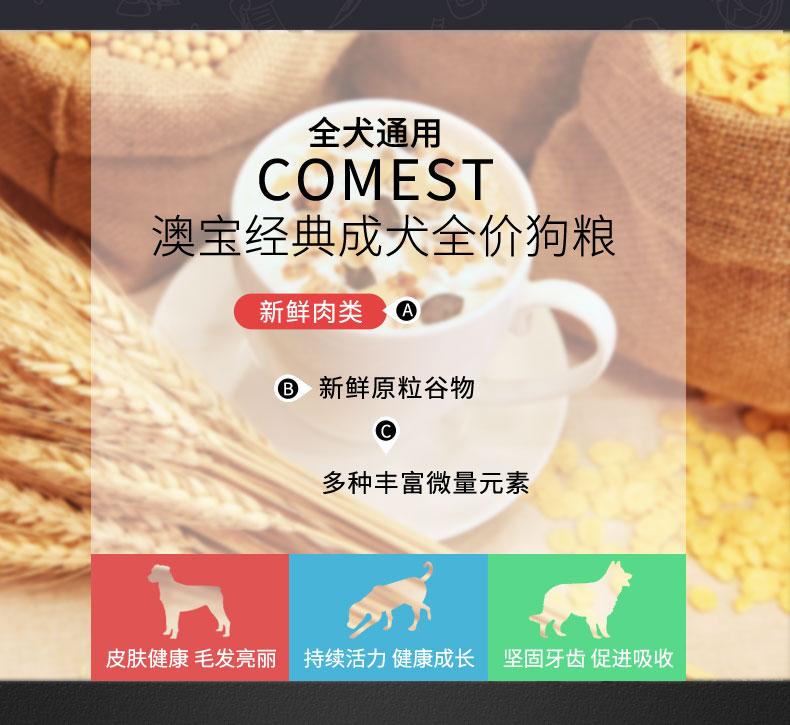 全犬通用
COMEST
澳宝经典成犬全价狗粮
新鲜肉类 A
B 新鲜原粒谷物
C
多种丰富微量元素
皮肤健康 毛发亮丽
持续活力 健康成长
坚固牙齿 促进吸收